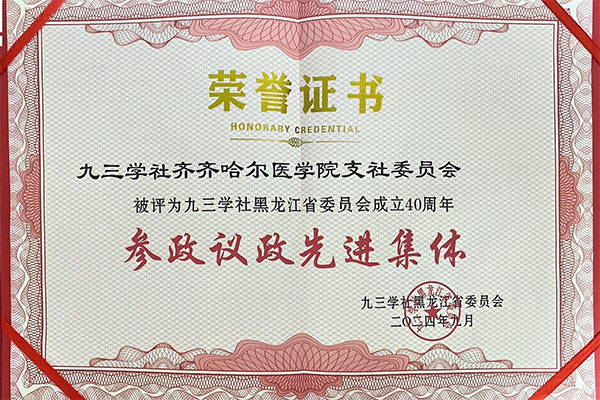 荣誉证书
HONORARY CREDENTIAL
九三学社齐齐哈尔医学院支社委员会
被评为九三学社黑龙江省委员会成立40周年
参政议政先进集体
九三学社黑龙江省委员会
二〇二四年九月